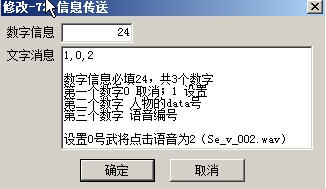 修改-72:信息传送
数字信息 24
文字消息 1,0,2
数字信息必填24，共3个数字
第一个数字0 取消；1 设置
第二个数字 人物的data号
第三个数字 语音编号
设置0号武将点击语音为2（Se_v_002.wav）
确定 取消